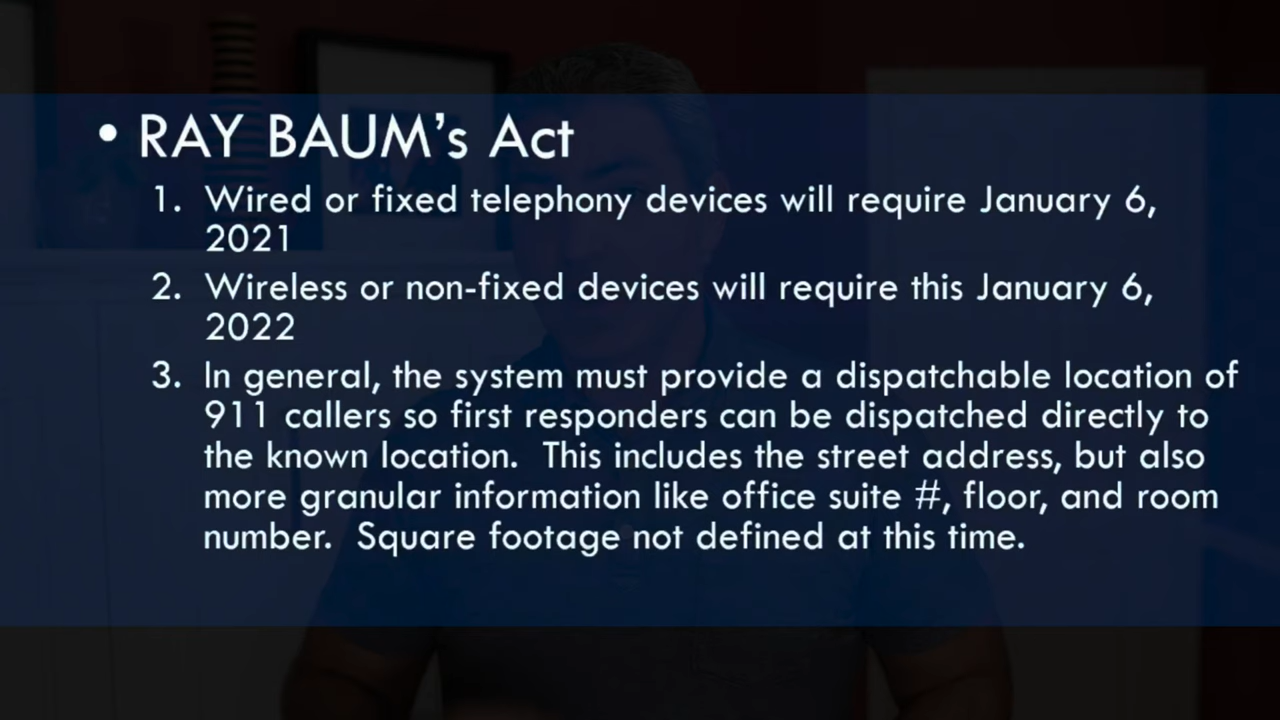 • RAY BAUM’s Act
1. Wired or fixed telephony devices will require January 6,
2021
2. Wireless or non-fixed devices will require this January 6,
2022
3. In general, the system must provide a dispatchable location of
911 callers so first responders can be dispatched directly to
the known location.  This includes the street address, but also
more granular information like office suite #, floor, and room
number.  Square footage not defined at this time.